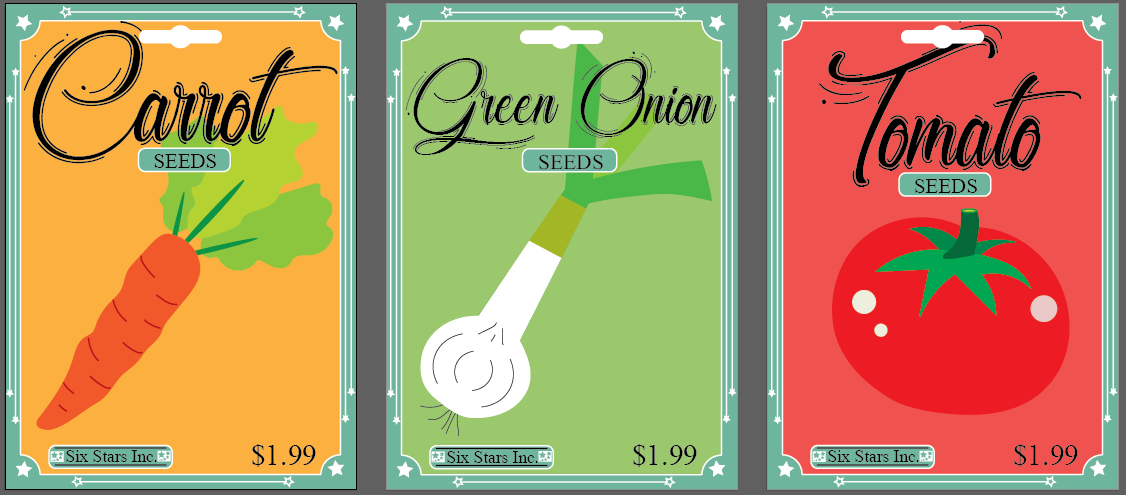 Carrot
SEEDS
Six Stars Inc.
$1.99
Green Onion
SEEDS
Six Stars Inc.
$1.99
Tomato
SEEDS
Six Stars Inc.
$1.99